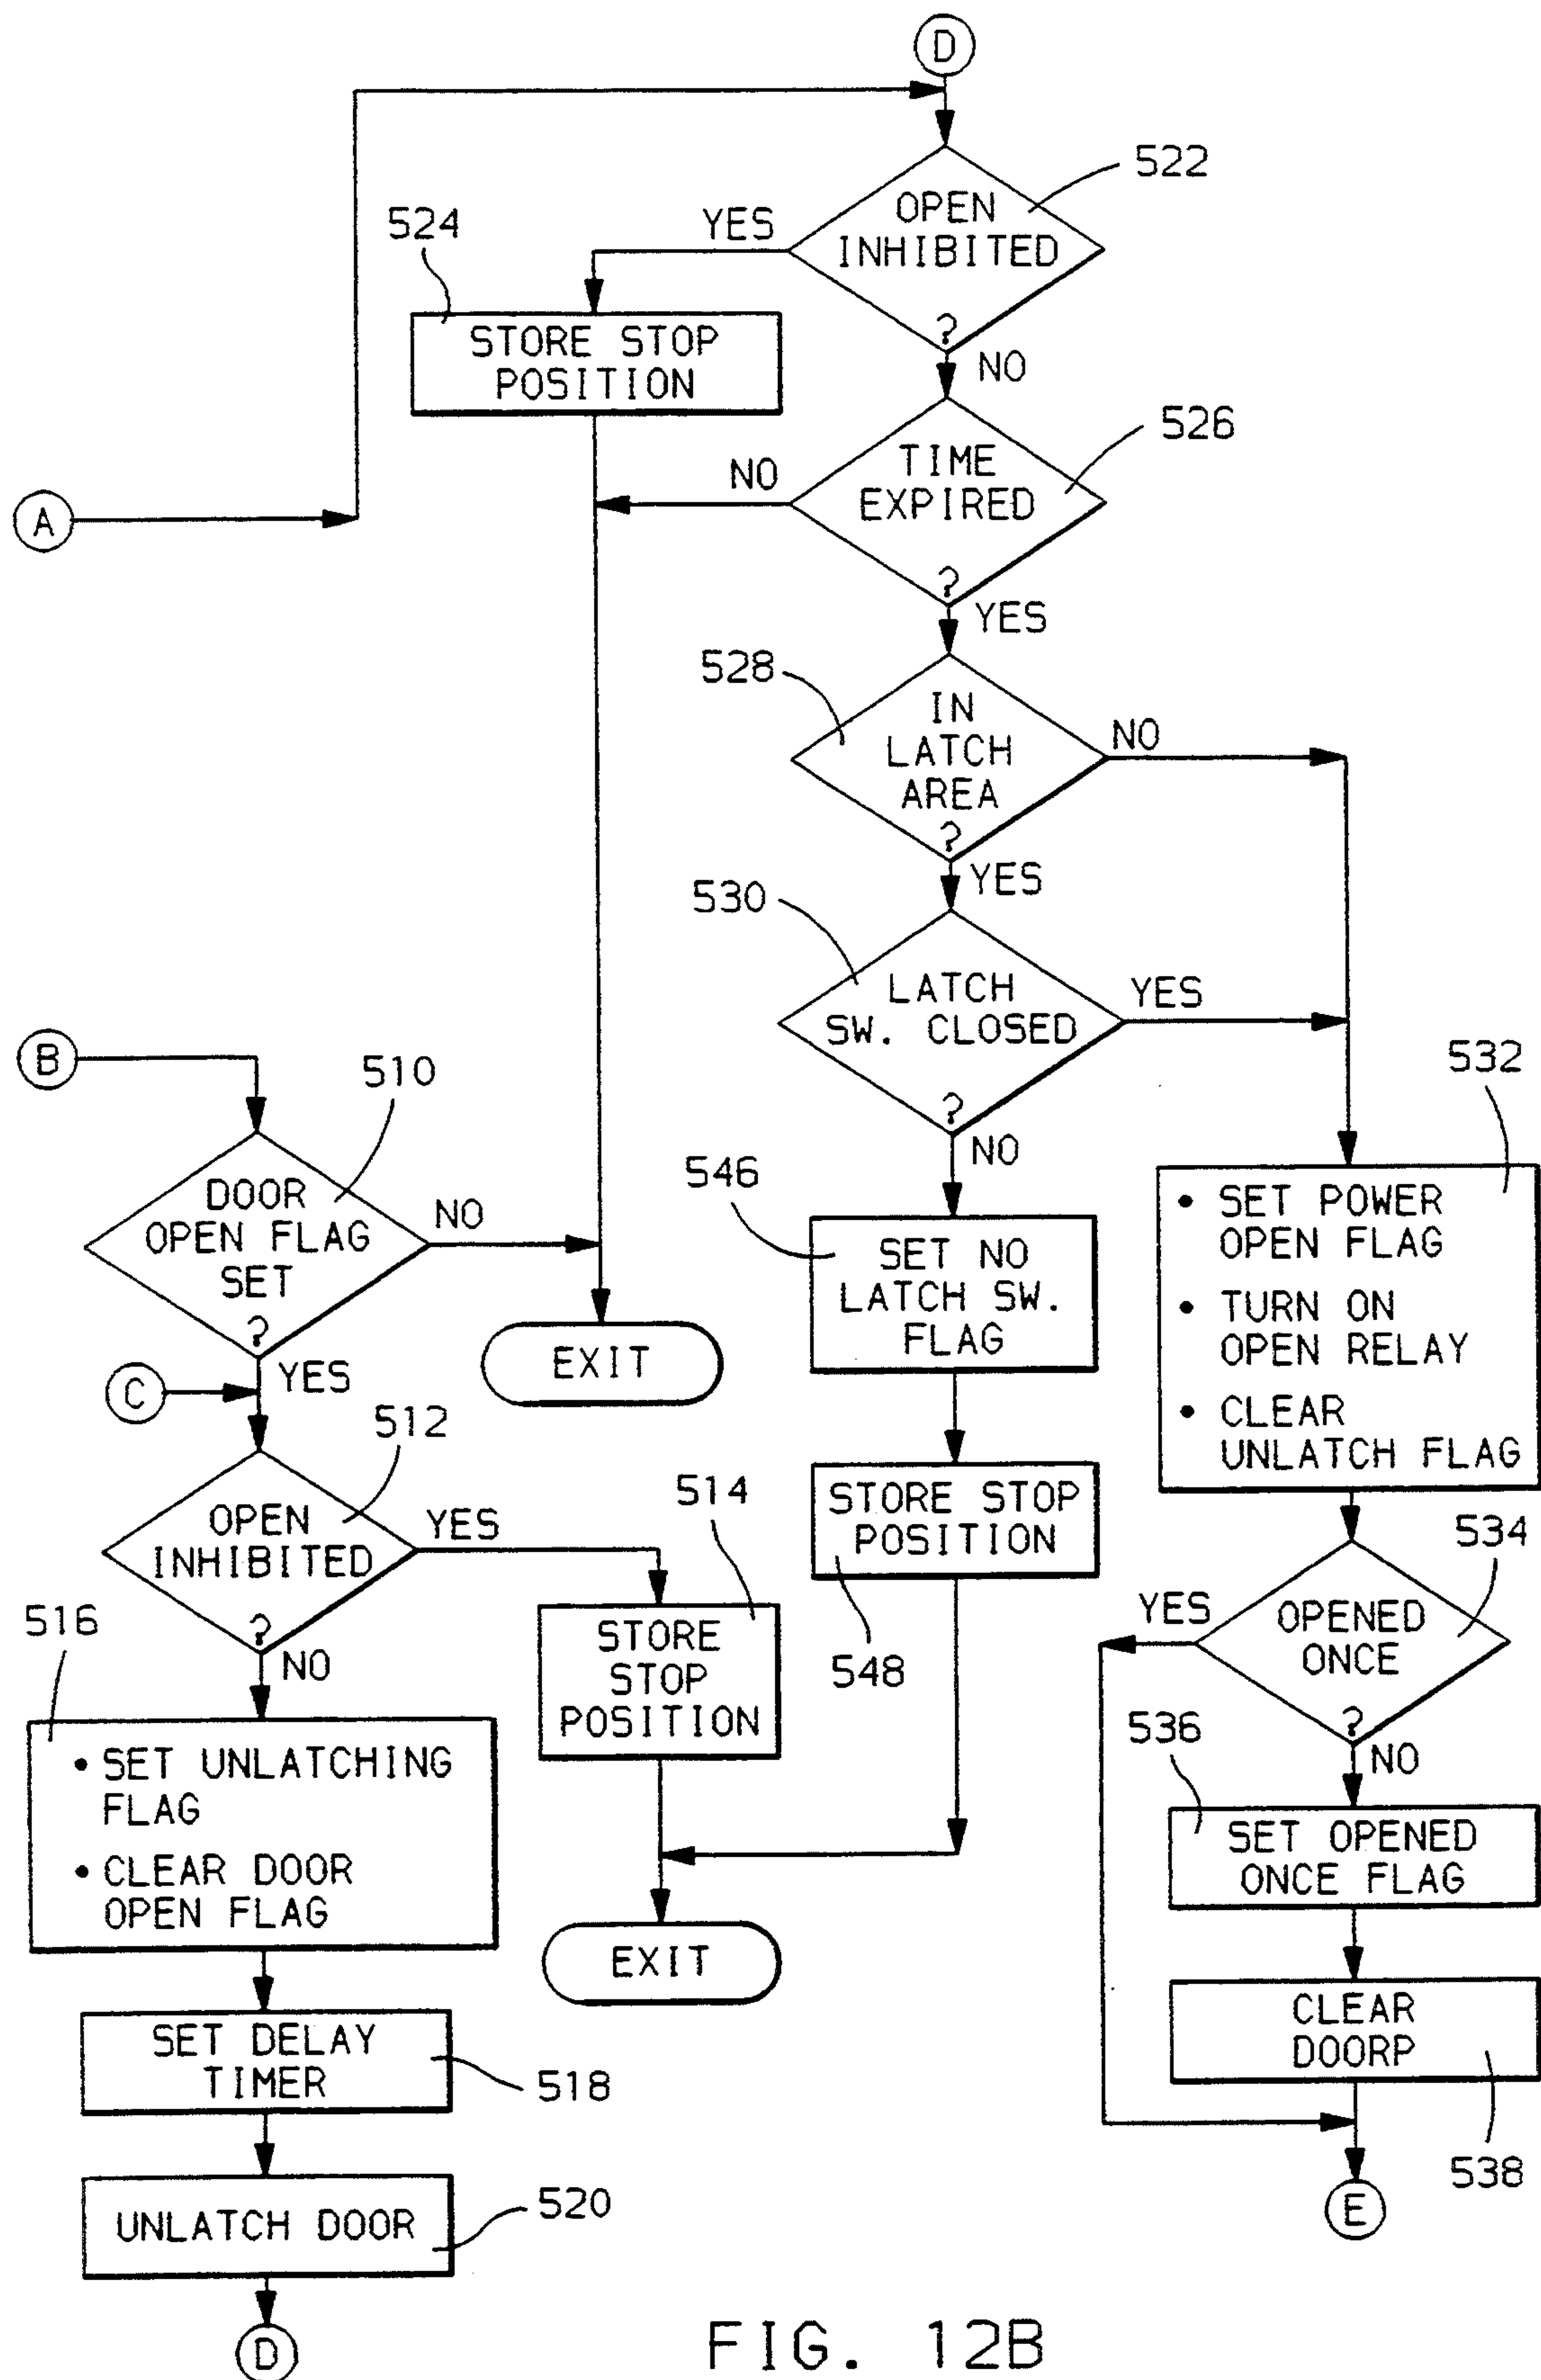 D
522
OPEN
INHIBITED
?
YES
NO
524
STORE STOP
POSITION
526
TIME
EXPIRED
?
NO
YES
A
528
IN
LATCH
AREA
?
NO
YES
530
LATCH
SW. CLOSED
?
YES
NO
B
510
DOOR
OPEN FLAG
SET
?
NO
YES
EXIT
C
512
OPEN
INHIBITED
?
YES
NO
514
STORE
STOP
POSITION
EXIT
516
• SET UNLATCHING
FLAG
• CLEAR DOOR
OPEN FLAG
SET DELAY
TIMER
518
UNLATCH DOOR
520
D
546
SET NO
LATCH SW.
FLAG
STORE STOP
POSITION
548
532
• SET POWER
OPEN FLAG
• TURN ON
OPEN RELAY
• CLEAR
UNLATCH FLAG
534
OPENED
ONCE
?
YES
NO
536
SET OPENED
ONCE FLAG
CLEAR
DOORP
538
E
FIG. 12B